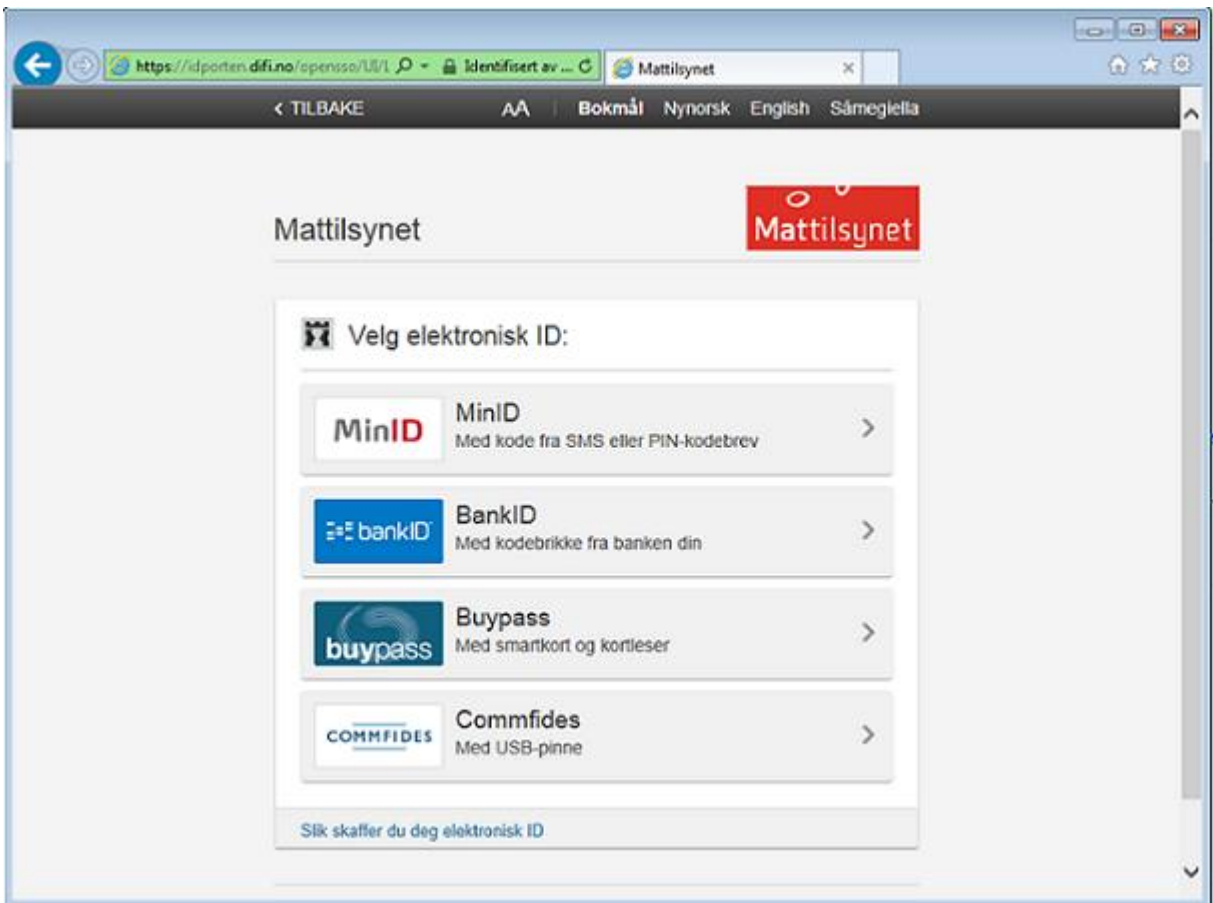 https://idporten.difi.no/opensso/UI/L Identifisert av ... Mattilsynet
< TILBAKE AA Bokmål Nynorsk English Sámegiella
Mattilsynet
Mattilsynet
Velg elektronisk ID:
MinID
MinID
Med kode fra SMS eller PIN-kodebrev
bankID
BankID
Med kodebrikke fra banken din
buypass
Buypass
Med smartkort og kortleser
COMMFIDES
Commfides
Med USB-pinne
Slik skaffer du deg elektronisk ID